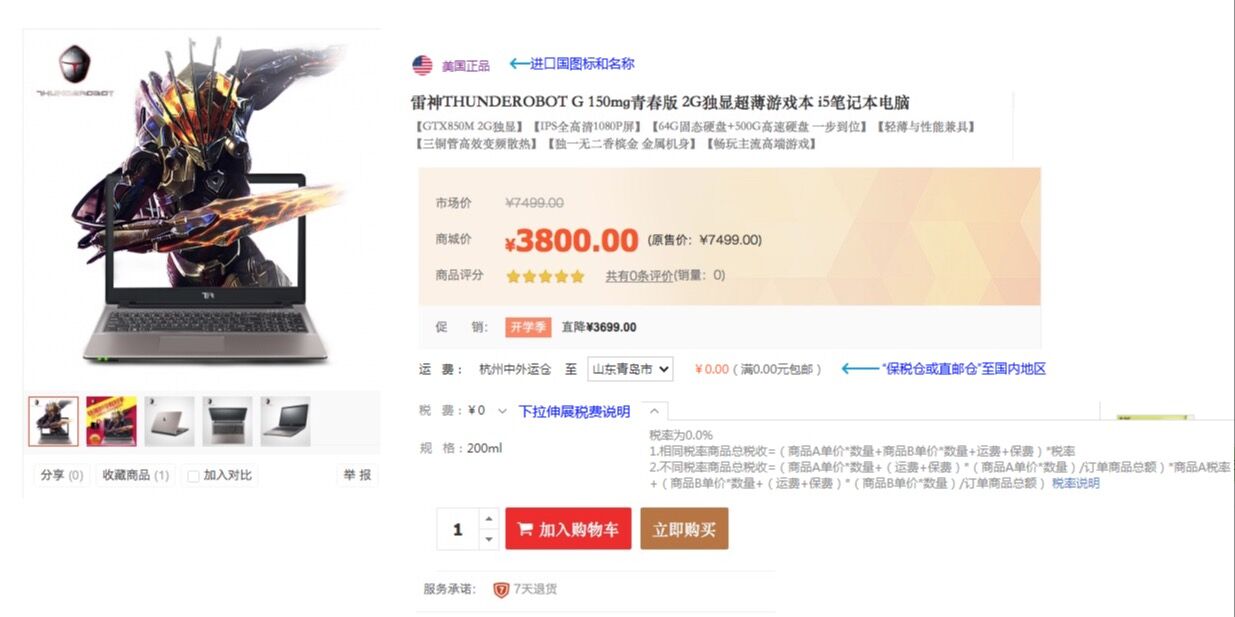 THUNDEROBOT
美国正品
←进口国图标和名称
雷神THUNDEROBOT G 150mg青春版 2G独显超薄游戏本 i5笔记本电脑
【GTX850M 2G独显】【IPS全高清1080P屏】【64G固态硬盘+500G高速硬盘 一步到位】【轻薄与性能兼具】
【三铜管高效变频散热】【独一无二香槟金 金属机身】【畅玩主流高端游戏】
市场价 ¥7499.00
商城价 ¥3800.00 (原售价: ¥7499.00)
商品评分 共有0条评价(销量: 0)
促 销: 开学季 直降¥3699.00
运 费: 杭州中外运仓 至 山东青岛市 ¥0.00 (满0.00元包邮) ←“保税仓或直邮仓”至国内地区
税 费: ¥0 下拉伸展税费说明
税率为0.0%
1.相同税率商品总税收=(商品A单价*数量+商品B单价*数量+运费+保费)*税率
2.不同税率商品总税收=(商品A单价*数量+(运费+保费)*(商品A单价*数量)/订单商品总额)*商品A税率
+(商品B单价*数量+(运费+保费)*(商品B单价*数量)/订单商品总额) 税率说明
规 格: 200ml
分享 (0) 收藏商品 (1) 加入对比 举 报
1 加入购物车 立即购买
服务承诺: 7 7天退货